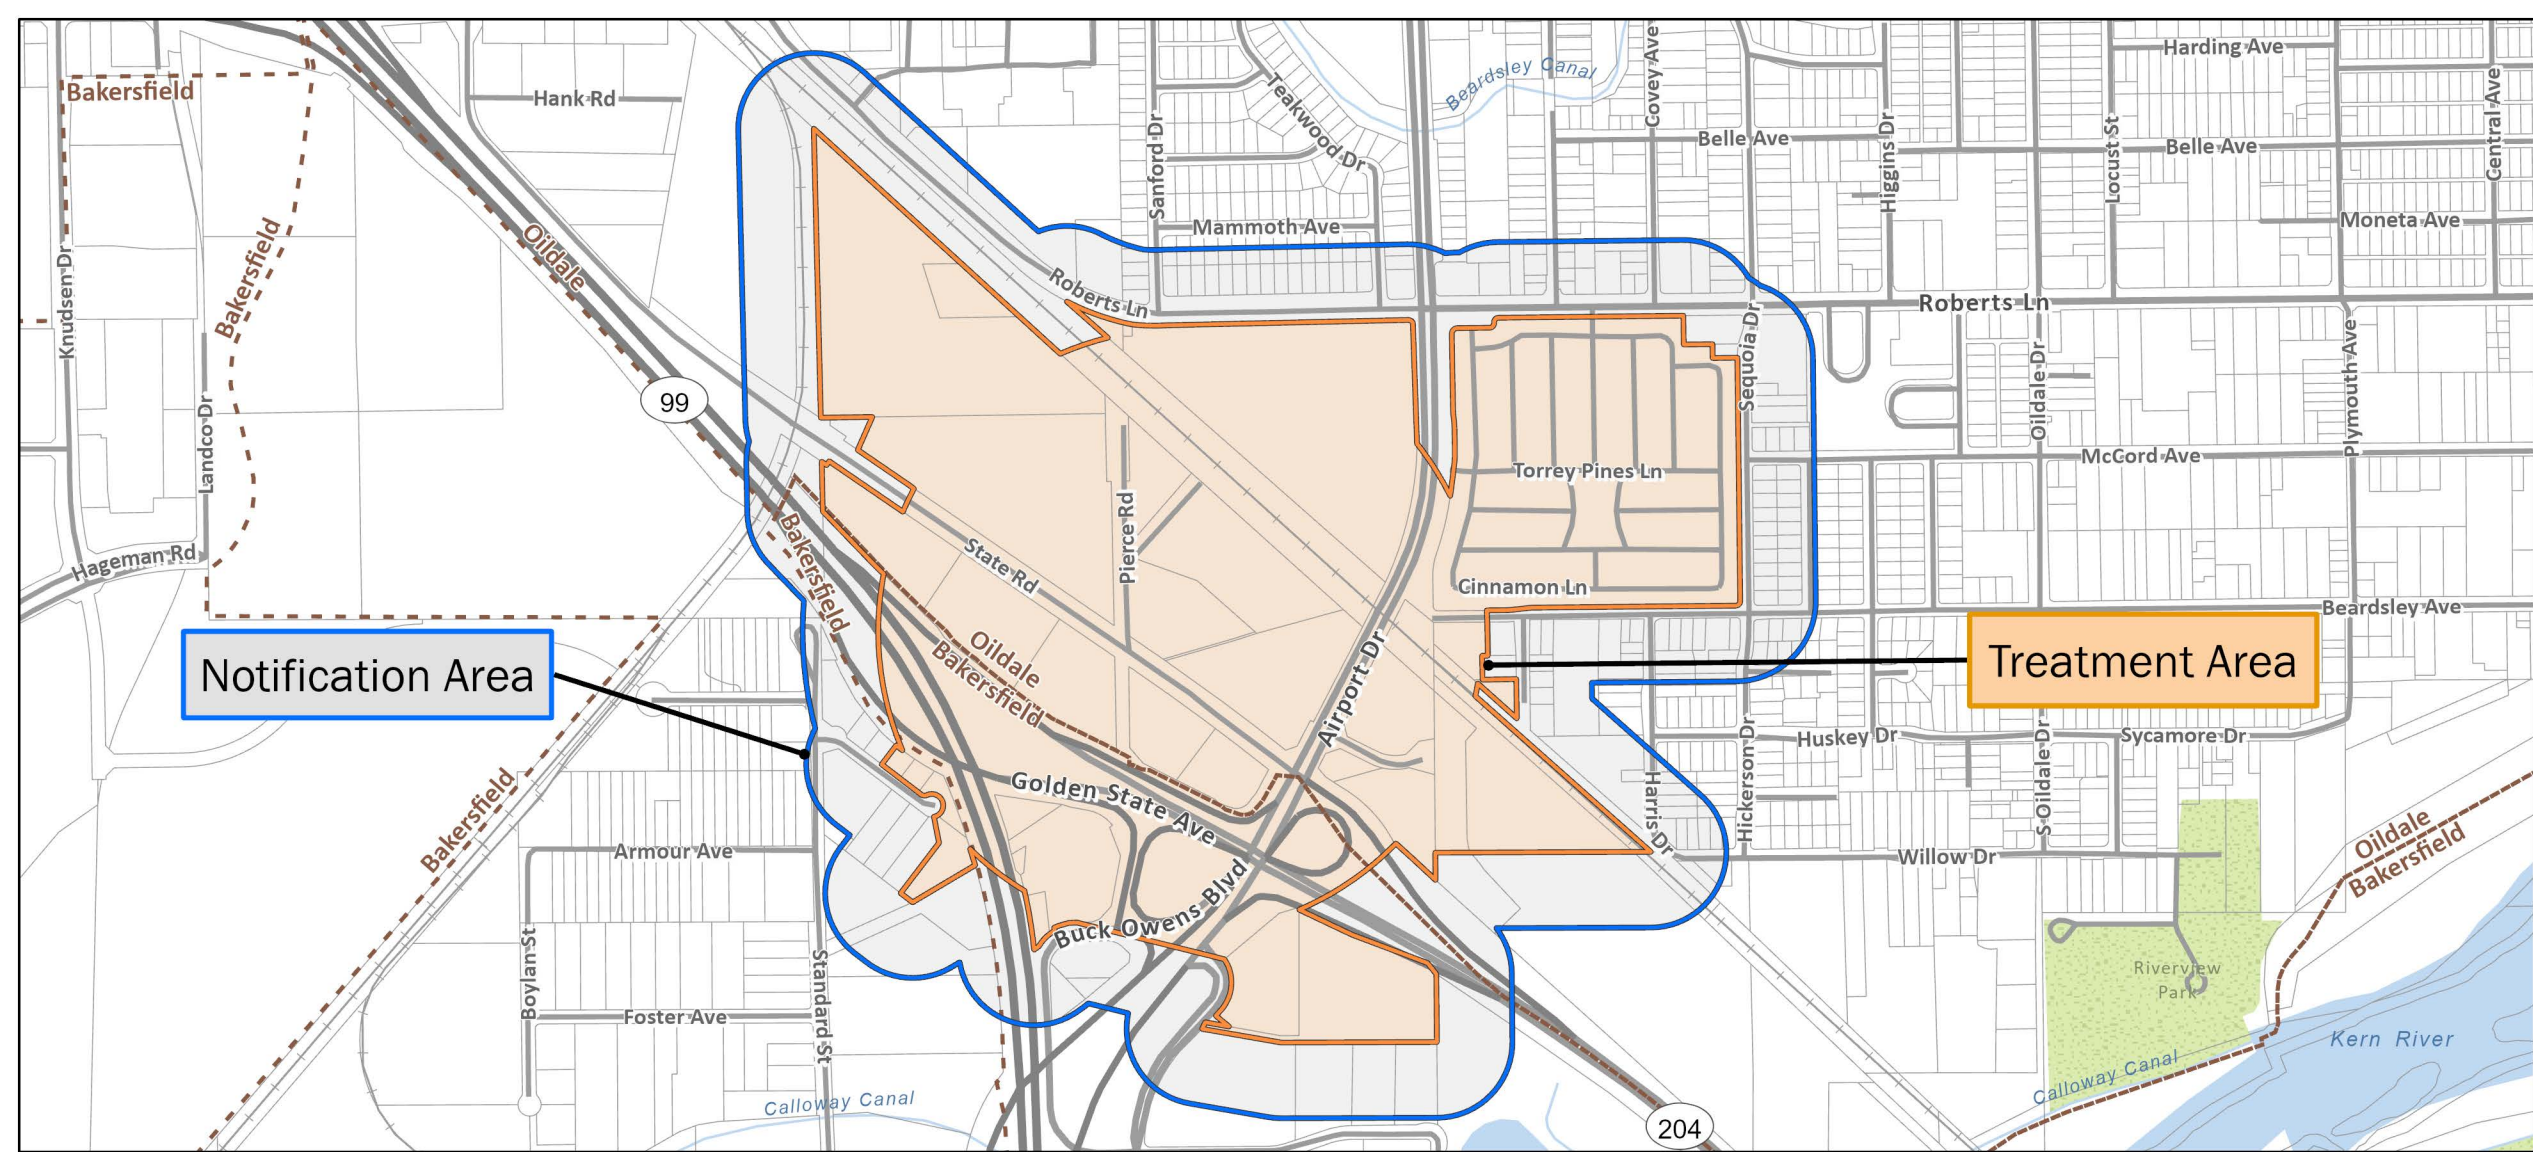 Harding Ave
Bakersfield
Hank Rd
Teakwood Dr
Beardsley Canal
Covey Ave
Central Ave
Belle Ave
Belle Ave
Sanford Dr
Higgins Dr
Locust St
Mammoth Ave
Moneta Ave
Knudsen Dr
Bakersfield
Oildale
Roberts Ln
Roberts Ln
Sequoia Dr
Oildale Dr
Plymouth Ave
99
Landco Dr
Torrey Pines Ln
McCord Ave
Hageman Rd
Bakersfield
State Rd
Pierce Rd
Cinnamon Ln
Beardsley Ave
Notification Area
Oildale
Bakersfield
Airport Dr
Treatment Area
Huskey Dr
Sycamore Dr
Hickerson Dr
S Oildale Dr
Harris Dr
Golden State Ave
Bakersfield
Armour Ave
Willow Dr
Oildale
Bakersfield
Buck Owens Blvd
Boylan St
Standard St
Riverview
Park
Foster Ave
Kern River
Calloway Canal
Calloway Canal
204